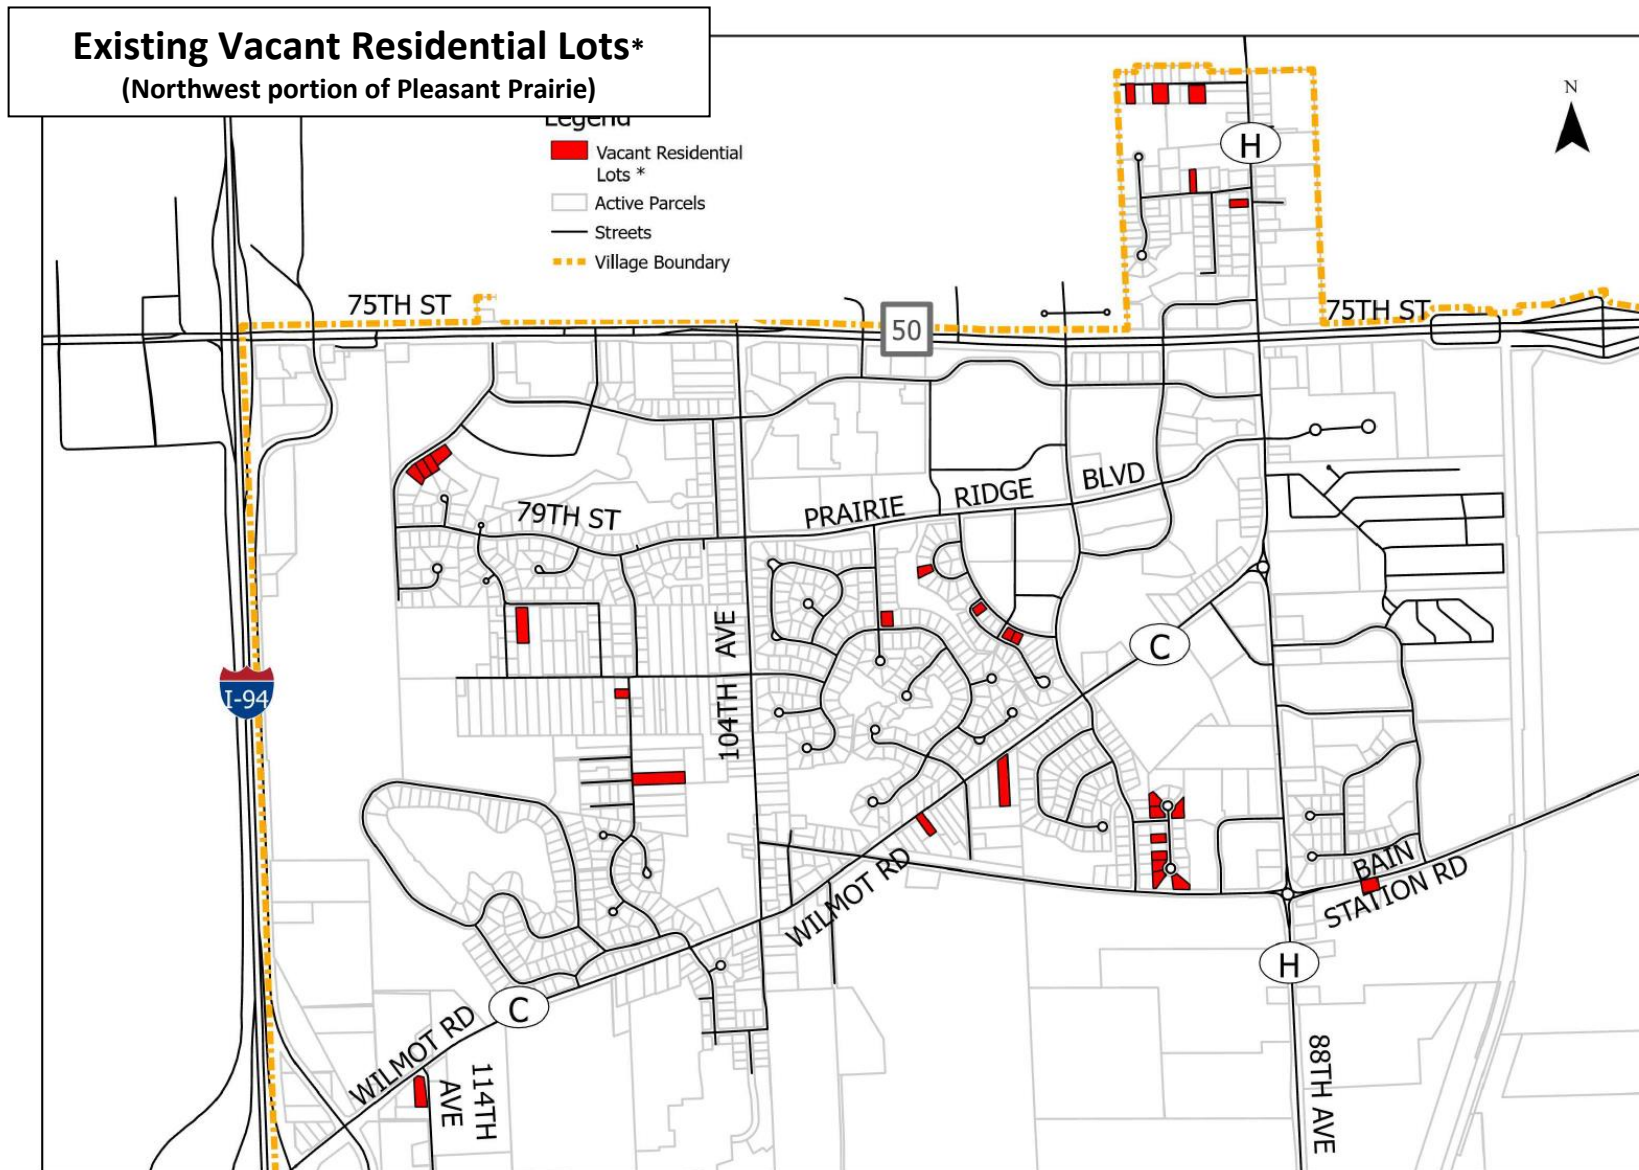 Existing Vacant Residential Lots*
(Northwest portion of Pleasant Prairie)
Legend
Vacant Residential
Lots *
Active Parcels
Streets
Village Boundary
N
H
75TH ST
50
75TH ST
79TH ST
PRAIRIE RIDGE BLVD
104TH AVE
C
I-94
WILMOT RD
BAIN
STATION RD
H
C
WILMOT RD
114TH
AVE
88TH AVE